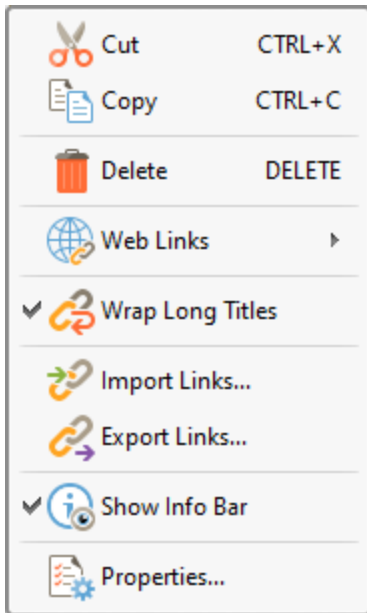 Cut CTRL+X
Copy CTRL+C
Delete DELETE
Web Links
Wrap Long Titles
Import Links...
Export Links...
Show Info Bar
Properties...